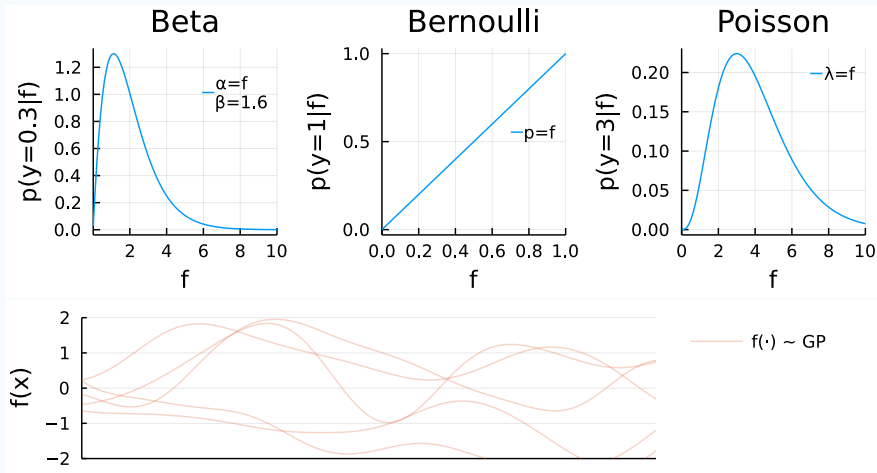 Beta
Bernoulli
Poisson
p(y=0.3|f)
1.2
1.0
0.8
0.6
0.4
0.2
0.0
α=f
β=1.6
2
4
6
8
10
f
p(y=1|f)
1.0
0.5
0.0
p=f
0.0
0.2
0.4
0.6
0.8
1.0
f
p(y=3|f)
0.20
0.15
0.10
0.05
0.00
λ=f
0
2
4
6
8
10
f
f(x)
2
1
0
−1
−2
f(·) ~ GP